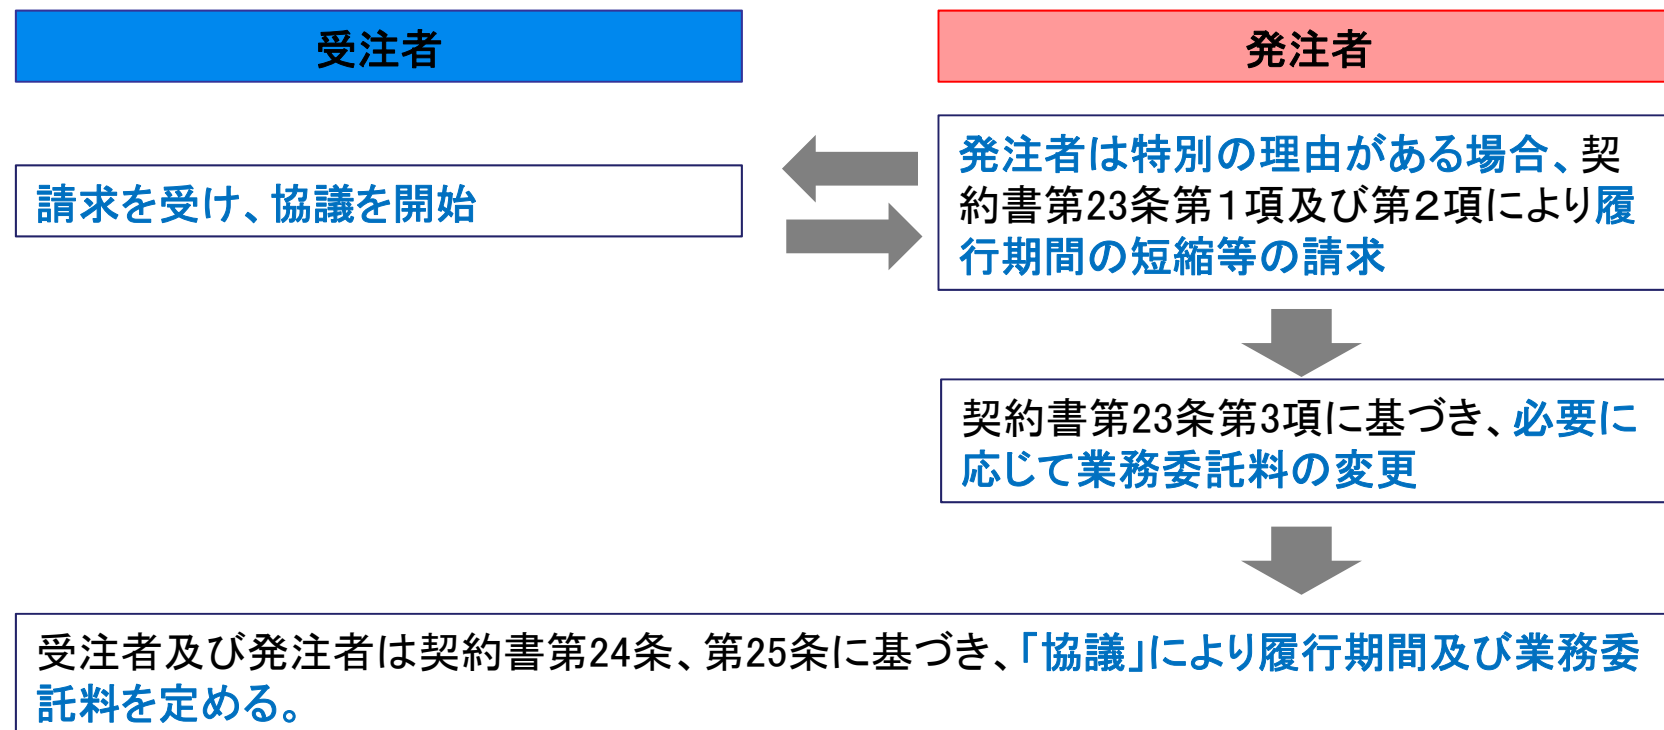 受注者
発注者
請求を受け、協議を開始
発注者は特別の理由がある場合、契
約書第23条第１項及び第２項により履
行期間の短縮等の請求
契約書第23条第3項に基づき、必要に
応じて業務委託料の変更
受注者及び発注者は契約書第24条、第25条に基づき、「協議」により履行期間及び業務委
託料を定める。